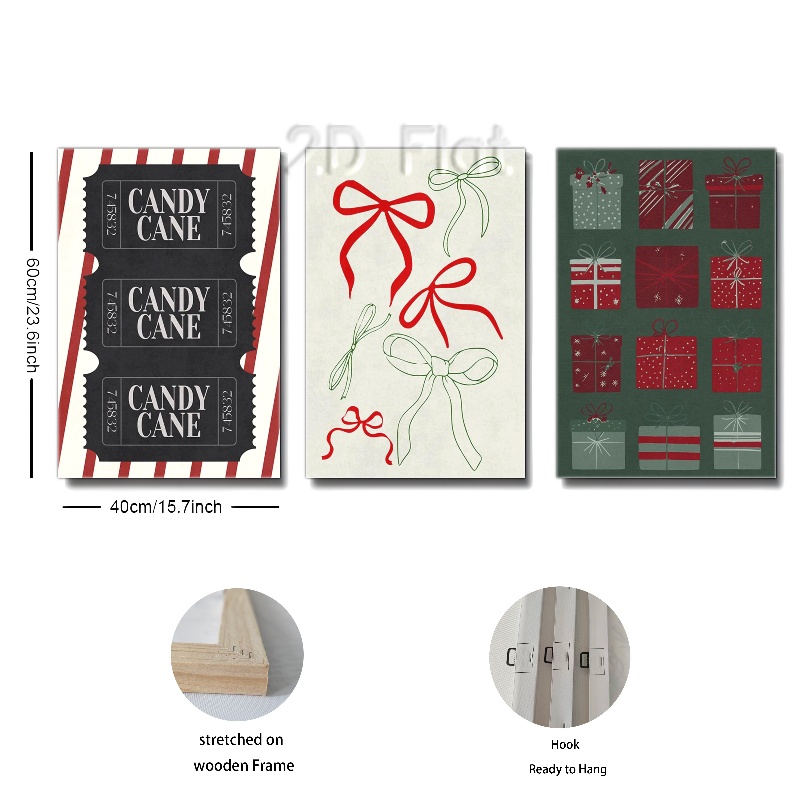 2D Flat
CANDY
CANE
745832
745832
CANDY
CANE
745832
745832
CANDY
CANE
745832
745832
60cm/23.6inch
40cm/15.7inch
stretched on
wooden Frame
Hook
Ready to Hang